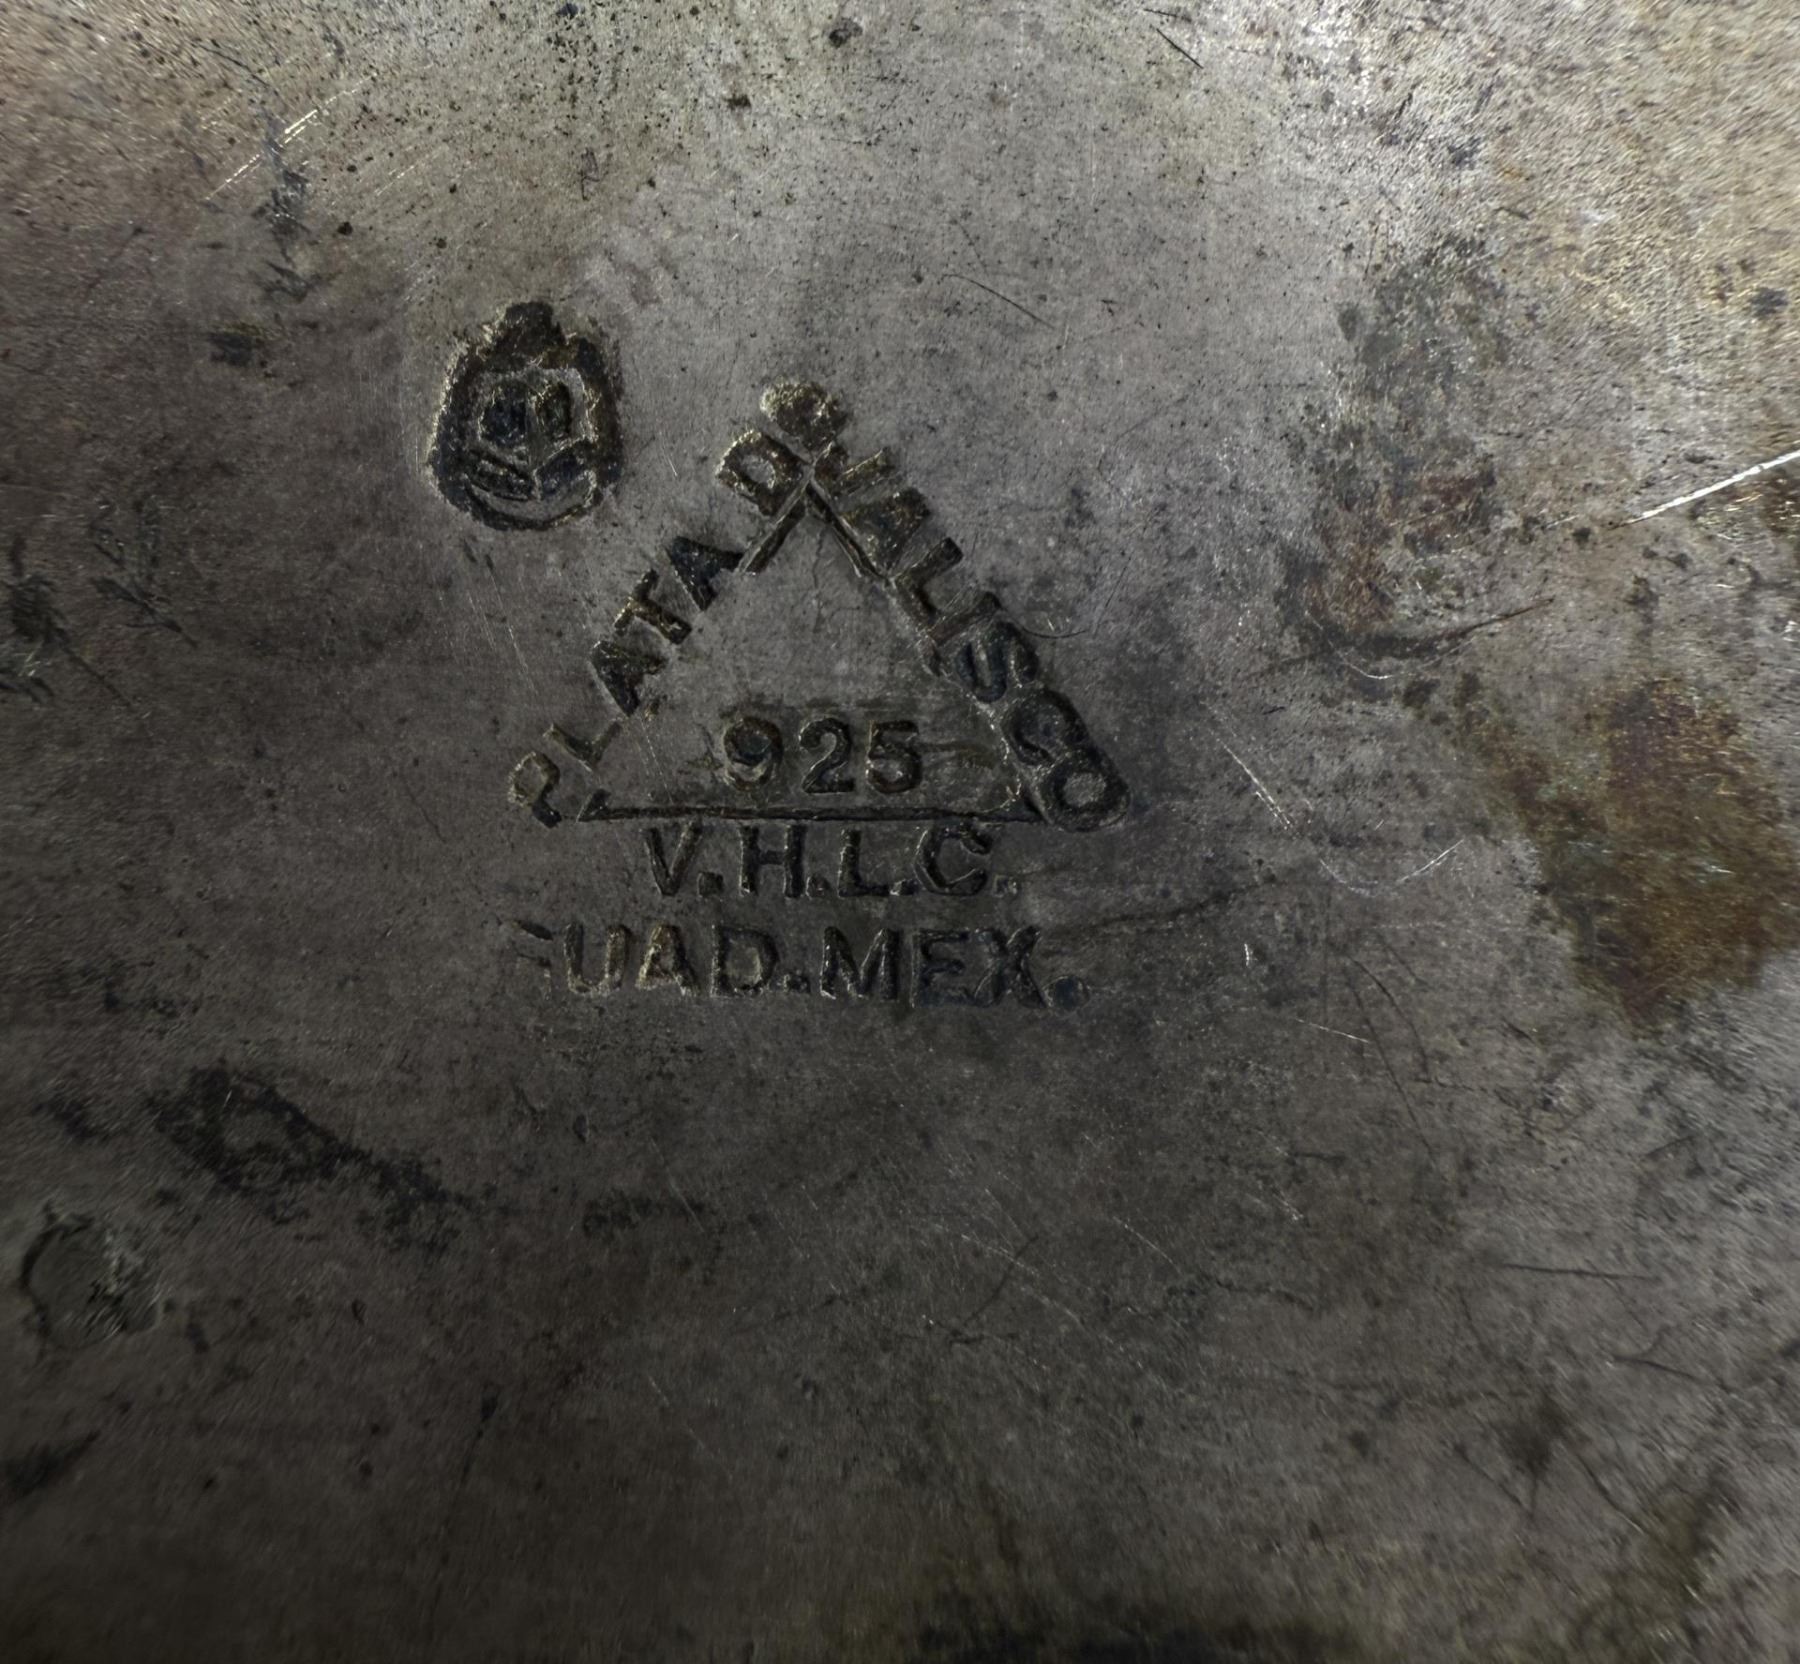 PLATA D JALISCO
925
V.H.L.C.
UAD.MEX.